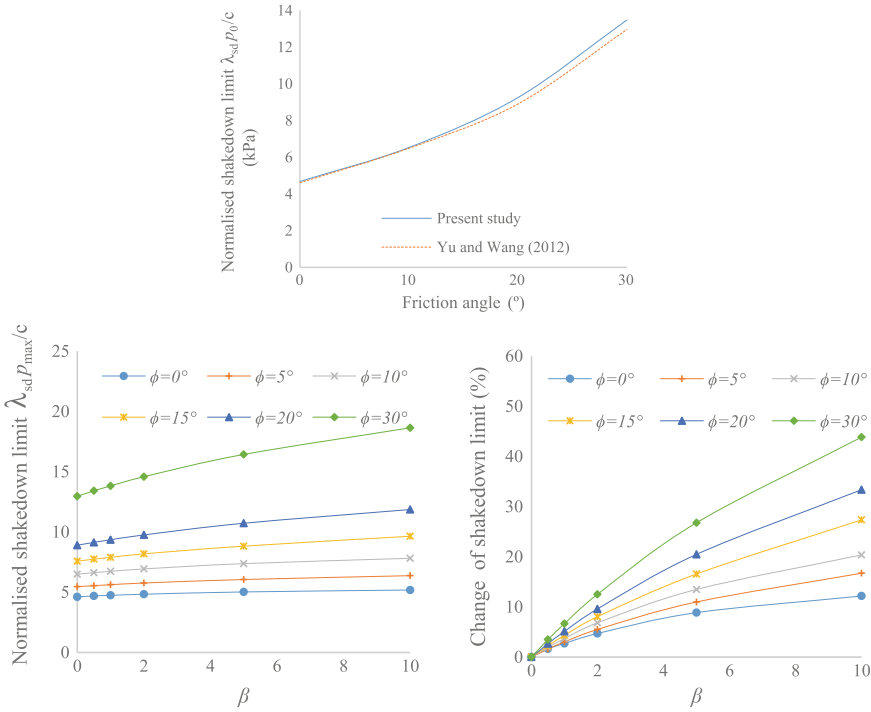 Normalised shakedown limit λsd p0/c
(kPa)
14
12
10
8
6
4
2
0
Present study
Yu and Wang (2012)
0 10 20 30
Friction angle (º)
Normalised shakedown limit λsd pmax/c
25
20
15
10
5
0
ϕ=0° ϕ=5° ϕ=10°
ϕ=15° ϕ=20° ϕ=30°
0 2 4 6 8 10
β
Change of shakedown limit (%)
60
50
40
30
20
10
0
ϕ=0° ϕ=5° ϕ=10°
ϕ=15° ϕ=20° ϕ=30°
0 2 4 6 8 10
β